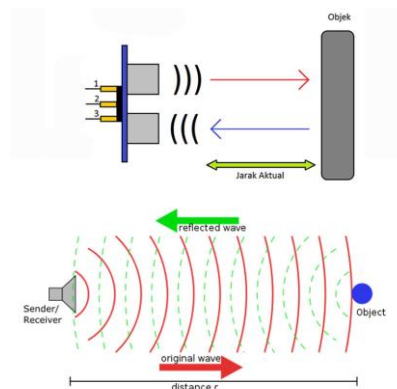 Objek
1
2
3
Jarak Aktual
reflected wave
Sender/
Receiver
Object
original wave
distance r